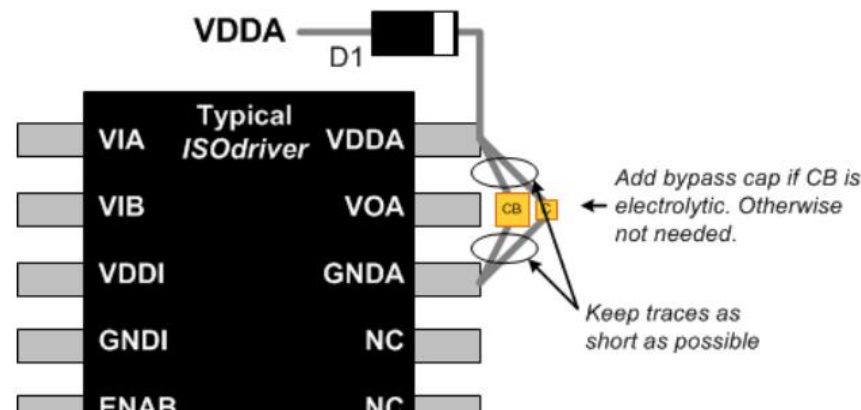 VDDA
D1
Typical
ISOdriver
VIA
VDDA
VIB
VOA
CB
C
Add bypass cap if CB is
electrolytic. Otherwise
not needed.
VDDI
GNDA
Keep traces as
short as possible
GNDI
NC
ENAB
NC